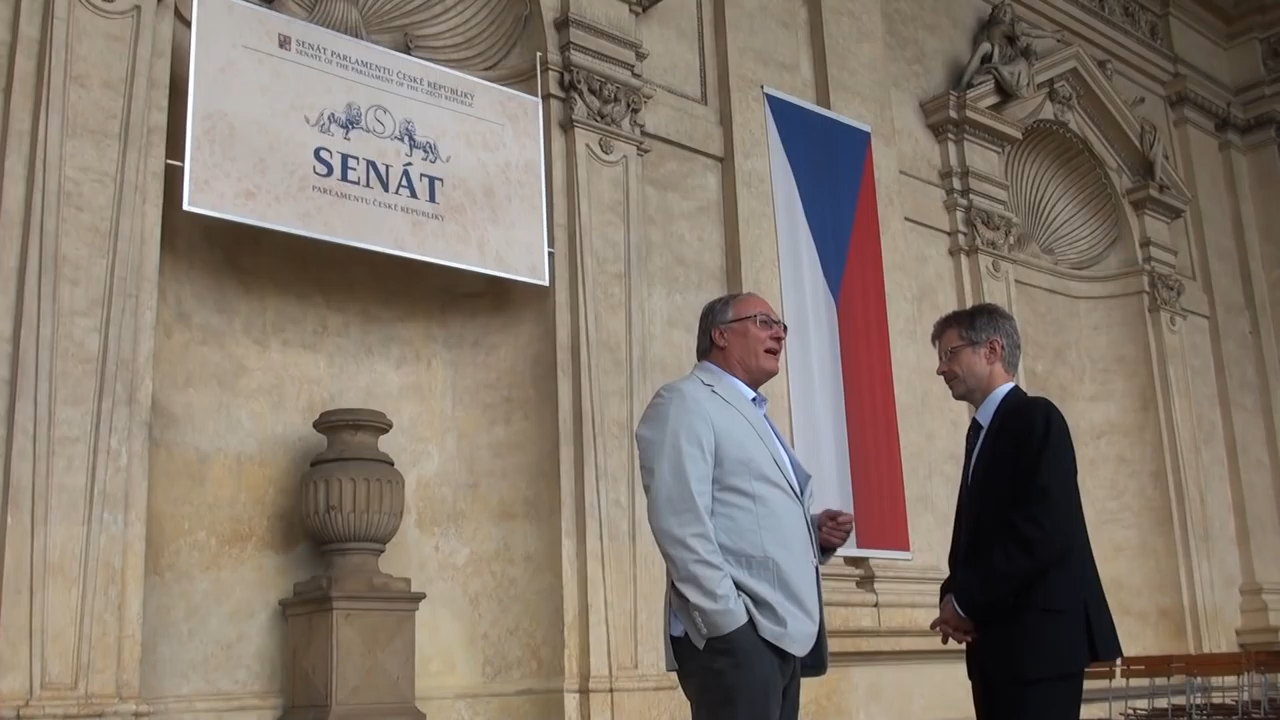 SENÁT PARLAMENTU ČESKÉ REPUBLIKY
SENATE OF THE PARLIAMENT OF THE CZECH REPUBLIC
S
SENÁT
PARLAMENTU ČESKÉ REPUBLIKY